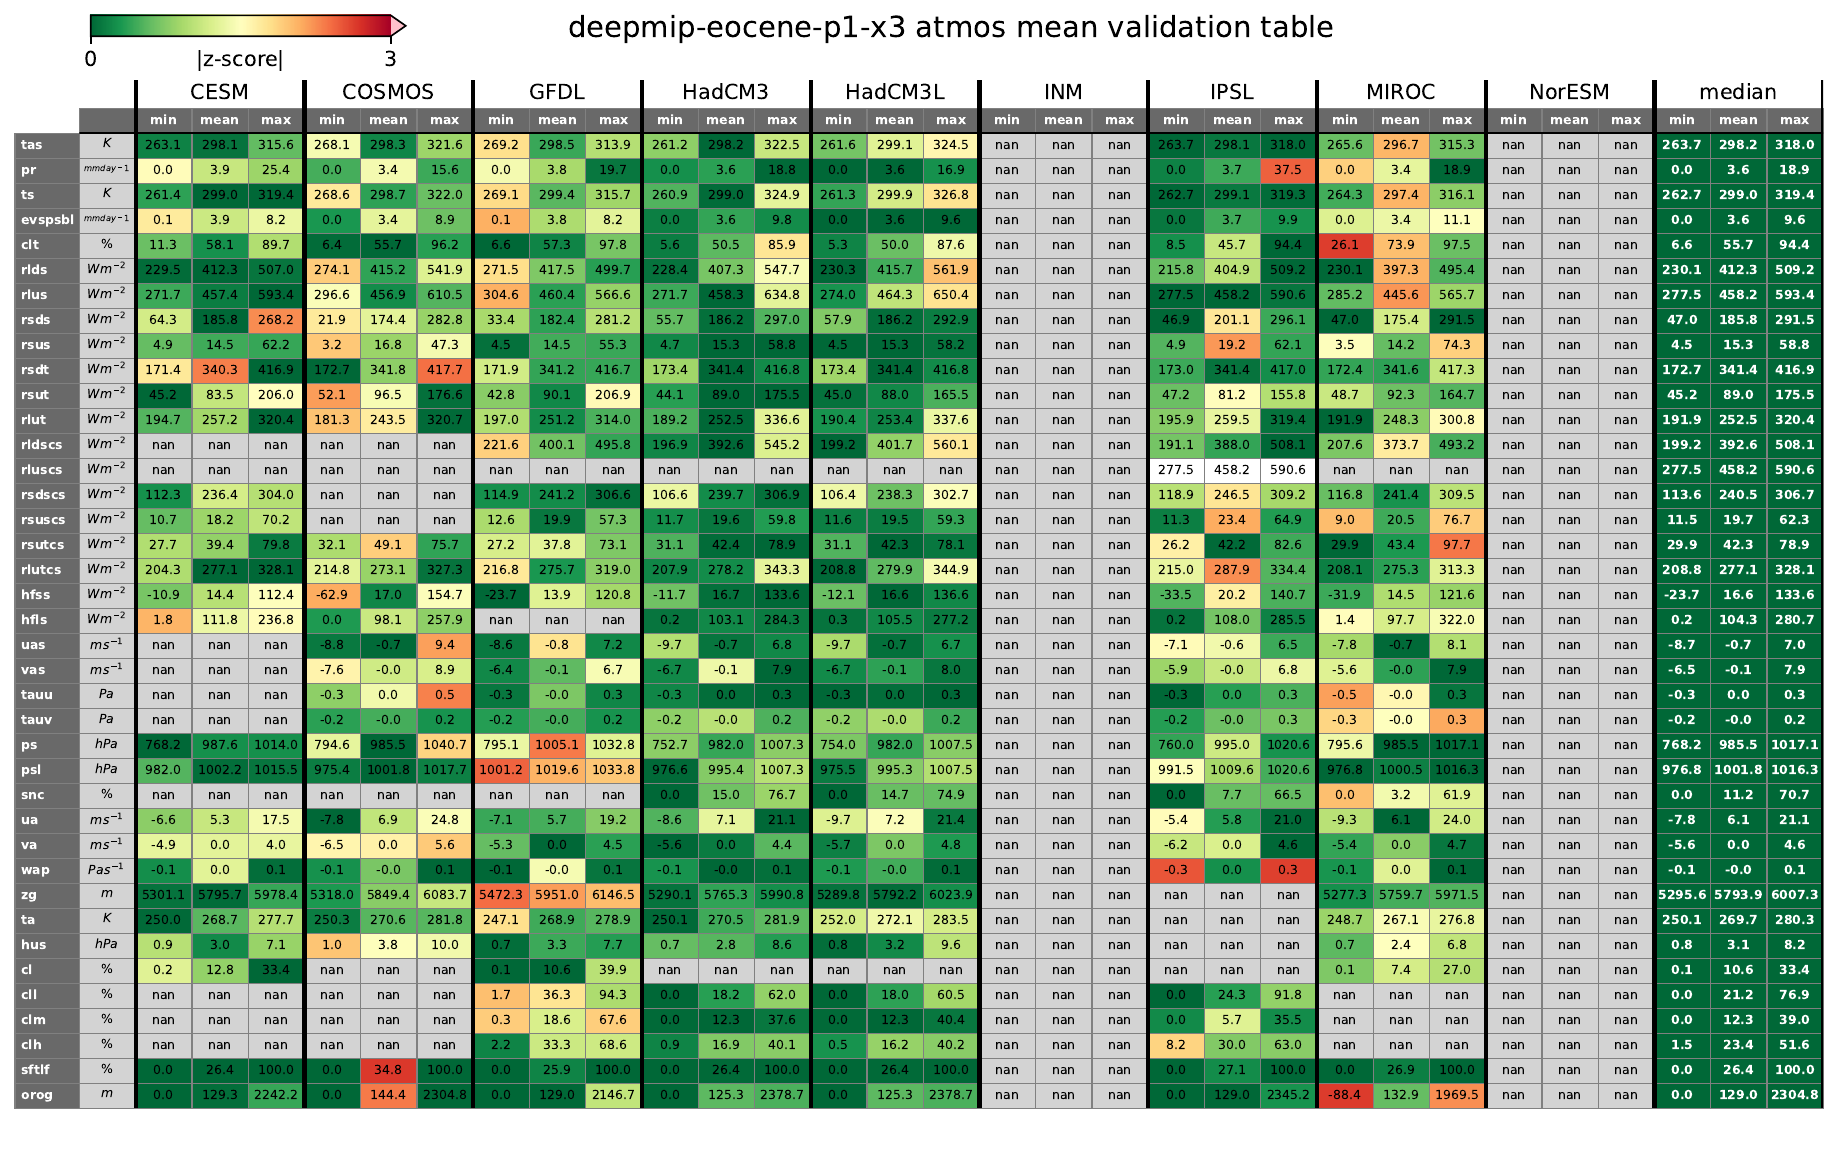 deepmip-eocene-p1-x3 atmos mean validation table
0 |z-score| 3
CESM COSMOS GFDL HadCM3 HadCM3L INM IPSL MIROC NorESM median
min mean max min mean max min mean max min mean max min mean max min mean max min mean max min mean max min mean max min mean max
tas K 263.1 298.1 315.6 268.1 298.3 321.6 269.2 298.5 313.9 261.2 298.2 322.5 261.6 299.1 324.5 nan nan nan 263.7 298.1 318.0 265.6 296.7 315.3 nan nan nan 263.7 298.2 318.0
pr mmday−1 0.0 3.9 25.4 0.0 3.4 15.6 0.0 3.8 19.7 0.0 3.6 18.8 0.0 3.6 16.9 nan nan nan 0.0 3.7 37.5 0.0 3.4 18.9 nan nan nan 0.0 3.6 18.9
ts K 261.4 299.0 319.4 268.6 298.7 322.0 269.1 299.4 315.7 260.9 299.0 324.9 261.3 299.9 326.8 nan nan nan 262.7 299.1 319.3 264.3 297.4 316.1 nan nan nan 262.7 299.0 319.4
evspsbl mmday−1 0.1 3.9 8.2 0.0 3.4 8.9 0.1 3.8 8.2 0.0 3.6 9.8 0.0 3.6 9.6 nan nan nan 0.0 3.7 9.9 0.0 3.4 11.1 nan nan nan 0.0 3.6 9.6
clt % 11.3 58.1 89.7 6.4 55.7 96.2 6.6 57.3 97.8 5.6 50.5 85.9 5.3 50.0 87.6 nan nan nan 8.5 45.7 94.4 26.1 73.9 97.5 nan nan nan 6.6 55.7 94.4
rlds Wm⁻² 229.5 412.3 507.0 274.1 415.2 541.9 271.5 417.5 499.7 228.4 407.3 547.7 230.3 415.7 561.9 nan nan nan 215.8 404.9 509.2 230.1 397.3 495.4 nan nan nan 230.1 412.3 509.2
rlus Wm⁻² 271.7 457.4 593.4 296.6 456.9 610.5 304.6 460.4 566.6 271.7 458.3 634.8 274.0 464.3 650.4 nan nan nan 277.5 458.2 590.6 285.2 445.6 565.7 nan nan nan 277.5 458.2 593.4
rsds Wm⁻² 64.3 185.8 268.2 21.9 174.4 282.8 33.4 182.4 281.2 55.7 186.2 297.0 57.9 186.2 292.9 nan nan nan 46.9 201.1 296.1 47.0 175.4 291.5 nan nan nan 47.0 185.8 291.5
rsus Wm⁻² 4.9 14.5 62.2 3.2 16.8 47.3 4.5 14.5 55.3 4.7 15.3 58.8 4.5 15.3 58.2 nan nan nan 4.9 19.2 62.1 3.5 14.2 74.3 nan nan nan 4.5 15.3 58.8
rsdt Wm⁻² 171.4 340.3 416.9 172.7 341.8 417.7 171.9 341.2 416.7 173.4 341.4 416.8 173.4 341.4 416.8 nan nan nan 173.0 341.4 417.0 172.4 341.6 417.3 nan nan nan 172.7 341.4 416.9
rsut Wm⁻² 45.2 83.5 206.0 52.1 96.5 176.6 42.8 90.1 206.9 44.1 89.0 175.5 45.0 88.0 165.5 nan nan nan 47.2 81.2 155.8 48.7 92.3 164.7 nan nan nan 45.2 89.0 175.5
rlut Wm⁻² 194.7 257.2 320.4 181.3 243.5 320.7 197.0 251.2 314.0 189.2 252.5 336.6 190.4 253.4 337.6 nan nan nan 195.9 259.5 319.4 191.9 248.3 300.8 nan nan nan 191.9 252.5 320.4
rldscs Wm⁻² nan nan nan nan nan nan 221.6 400.1 495.8 196.9 392.6 545.2 199.2 401.7 560.1 nan nan nan 191.1 388.0 508.1 207.6 373.7 493.2 nan nan nan 199.2 392.6 508.1
rluscs Wm⁻² nan nan nan nan nan nan nan nan nan nan nan nan nan nan nan nan nan nan 277.5 458.2 590.6 nan nan nan nan nan nan 277.5 458.2 590.6
rsdscs Wm⁻² 112.3 236.4 304.0 nan nan nan 114.9 241.2 306.6 106.6 239.7 306.9 106.4 238.3 302.7 nan nan nan 118.9 246.5 309.2 116.8 241.4 309.5 nan nan nan 113.6 240.5 306.7
rsuscs Wm⁻² 10.7 18.2 70.2 nan nan nan 12.6 19.9 57.3 11.7 19.6 59.8 11.6 19.5 59.3 nan nan nan 11.3 23.4 64.9 9.0 20.5 76.7 nan nan nan 11.5 19.7 62.3
rsutcs Wm⁻² 27.7 39.4 79.8 32.1 49.1 75.7 27.2 37.8 73.1 31.1 42.4 78.9 31.1 42.3 78.1 nan nan nan 26.2 42.2 82.6 29.9 43.4 97.7 nan nan nan 29.9 42.3 78.9
rlutcs Wm⁻² 204.3 277.1 328.1 214.8 273.1 327.3 216.8 275.7 319.0 207.9 278.2 343.3 208.8 279.9 344.9 nan nan nan 215.0 287.9 334.4 208.1 275.3 313.3 nan nan nan 208.8 277.1 328.1
hfss Wm⁻² -10.9 14.4 112.4 -62.9 17.0 154.7 -23.7 13.9 120.8 -11.7 16.7 133.6 -12.1 16.6 136.6 nan nan nan -33.5 20.2 140.7 -31.9 14.5 121.6 nan nan nan -23.7 16.6 133.6
hfls Wm⁻² 1.8 111.8 236.8 0.0 98.1 257.9 nan nan nan 0.2 103.1 284.3 0.3 105.5 277.2 nan nan nan 0.2 108.0 285.5 1.4 97.7 322.0 nan nan nan 0.2 104.3 280.7
uas ms⁻¹ nan nan nan -8.8 -0.7 9.4 -8.6 -0.8 7.2 -9.7 -0.7 6.8 -9.7 -0.7 6.7 nan nan nan -7.1 -0.6 6.5 -7.8 -0.7 8.1 nan nan nan -8.7 -0.7 7.0
vas ms⁻¹ nan nan nan -7.6 -0.0 8.9 -6.4 -0.1 6.7 -6.7 -0.1 7.9 -6.7 -0.1 8.0 nan nan nan -5.9 -0.0 6.8 -5.6 -0.0 7.9 nan nan nan -6.5 -0.1 7.9
tauu Pa nan nan nan -0.3 0.0 0.5 -0.3 -0.0 0.3 -0.3 0.0 0.3 -0.3 0.0 0.3 nan nan nan -0.3 0.0 0.3 -0.5 -0.0 0.3 nan nan nan -0.3 0.0 0.3
tauv Pa nan nan nan -0.2 -0.0 0.2 -0.2 -0.0 0.2 -0.2 -0.0 0.2 -0.2 -0.0 0.2 nan nan nan -0.2 -0.0 0.3 -0.3 -0.0 0.3 nan nan nan -0.2 -0.0 0.2
ps hPa 768.2 987.6 1014.0 794.6 985.5 1040.7 795.1 1005.1 1032.8 752.7 982.0 1007.3 754.0 982.0 1007.5 nan nan nan 760.0 995.0 1020.6 795.6 985.5 1017.1 nan nan nan 768.2 985.5 1017.1
psl hPa 982.0 1002.2 1015.5 975.4 1001.8 1017.7 1001.2 1019.6 1033.8 976.6 995.4 1007.3 975.5 995.3 1007.5 nan nan nan 991.5 1009.6 1020.6 976.8 1000.5 1016.3 nan nan nan 976.8 1001.8 1016.3
snc % nan nan nan nan nan nan nan nan nan 0.0 15.0 76.7 0.0 14.7 74.9 nan nan nan 0.0 7.7 66.5 0.0 3.2 61.9 nan nan nan 0.0 11.2 70.7
ua ms⁻¹ -6.6 5.3 17.5 -7.8 6.9 24.8 -7.1 5.7 19.2 -8.6 7.1 21.1 -9.7 7.2 21.4 nan nan nan -5.4 5.8 21.0 -9.3 6.1 24.0 nan nan nan -7.8 6.1 21.1
va ms⁻¹ -4.9 0.0 4.0 -6.5 0.0 5.6 -5.3 0.0 4.5 -5.6 0.0 4.4 -5.7 0.0 4.8 nan nan nan -6.2 0.0 4.6 -5.4 0.0 4.7 nan nan nan -5.6 0.0 4.6
wap Pas⁻¹ -0.1 0.0 0.1 -0.1 -0.0 0.1 -0.1 -0.0 0.1 -0.1 -0.0 0.1 -0.1 -0.0 0.1 nan nan nan -0.3 0.0 0.3 -0.1 0.0 0.1 nan nan nan -0.1 -0.0 0.1
zg m 5301.1 5795.7 5978.4 5318.0 5849.4 6083.7 5472.3 5951.0 6146.5 5290.1 5765.3 5990.8 5289.8 5792.2 6023.9 nan nan nan nan nan nan 5277.3 5759.7 5971.5 nan nan nan 5295.6 5793.9 6007.3
ta K 250.0 268.7 277.7 250.3 270.6 281.8 247.1 268.9 278.9 250.1 270.5 281.9 252.0 272.1 283.5 nan nan nan nan nan nan 248.7 267.1 276.8 nan nan nan 250.1 269.7 280.3
hus hPa 0.9 3.0 7.1 1.0 3.8 10.0 0.7 3.3 7.7 0.7 2.8 8.6 0.8 3.2 9.6 nan nan nan nan nan nan 0.7 2.4 6.8 nan nan nan 0.8 3.1 8.2
cl % 0.2 12.8 33.4 nan nan nan 0.1 10.6 39.9 nan nan nan nan nan nan nan nan nan nan nan nan 0.1 7.4 27.0 nan nan nan 0.1 10.6 33.4
cll % nan nan nan nan nan nan 1.7 36.3 94.3 0.0 18.2 62.0 0.0 18.0 60.5 nan nan nan 0.0 24.3 91.8 nan nan nan nan nan nan 0.0 21.2 76.9
clm % nan nan nan nan nan nan 0.3 18.6 67.6 0.0 12.3 37.6 0.0 12.3 40.4 nan nan nan 0.0 5.7 35.5 nan nan nan nan nan nan 0.0 12.3 39.0
clh % nan nan nan nan nan nan 2.2 33.3 68.6 0.9 16.9 40.1 0.5 16.2 40.2 nan nan nan 8.2 30.0 63.0 nan nan nan nan nan nan 1.5 23.4 51.6
sftlf % 0.0 26.4 100.0 0.0 34.8 100.0 0.0 25.9 100.0 0.0 26.4 100.0 0.0 26.4 100.0 nan nan nan 0.0 27.1 100.0 0.0 26.9 100.0 nan nan nan 0.0 26.4 100.0
orog m 0.0 129.3 2242.2 0.0 144.4 2304.8 0.0 129.0 2146.7 0.0 125.3 2378.7 0.0 125.3 2378.7 nan nan nan 0.0 129.0 2345.2 -88.4 132.9 1969.5 nan nan nan 0.0 129.0 2304.8